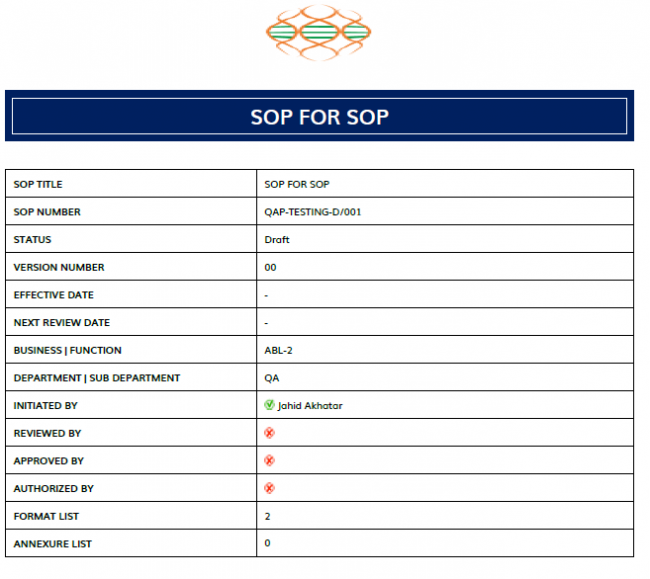 SOP FOR SOP
SOP TITLE SOP FOR SOP
SOP NUMBER QAP-TESTING-D/001
STATUS Draft
VERSION NUMBER 00
EFFECTIVE DATE -
NEXT REVIEW DATE -
BUSINESS | FUNCTION ABL-2
DEPARTMENT | SUB DEPARTMENT QA
INITIATED BY Jahid Akhatar
REVIEWED BY
APPROVED BY
AUTHORIZED BY
FORMAT LIST 2
ANNEXURE LIST 0